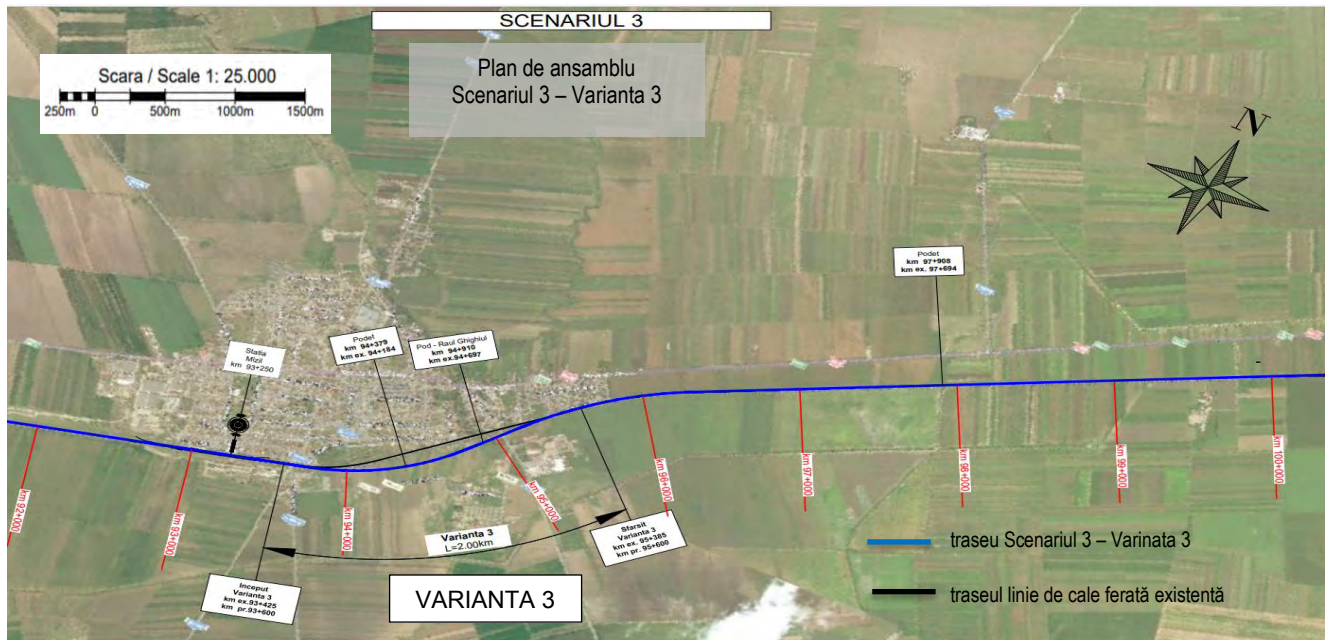 SCENARIUL 3
Plan de ansamblu
Scenariul 3 – Varianta 3
Scara / Scale 1: 25.000
250m 0 500m 1000m 1500m
N
Podet
km 97+908
km ex. 97+694
Statia
Mizil
km 93+250
Podet
km 94+379
km ex. 94+184
Pod - Raul Ghighiul
km 94+910
km ex.94+697
km 92+000
km 93+000
km 94+000
km 95+000
km 96+000
km 97+000
km 98+000
km 99+000
km 100+000
Varianta 3
L=2.00km
Inceput
Varianta 3
km ex.93+425
km pr.93+600
Sfarsit
Varianta 3
km ex. 95+385
km pr. 95+600
VARIANTA 3
traseu Scenariul 3 – Varinata 3
traseul linie de cale ferată existentă